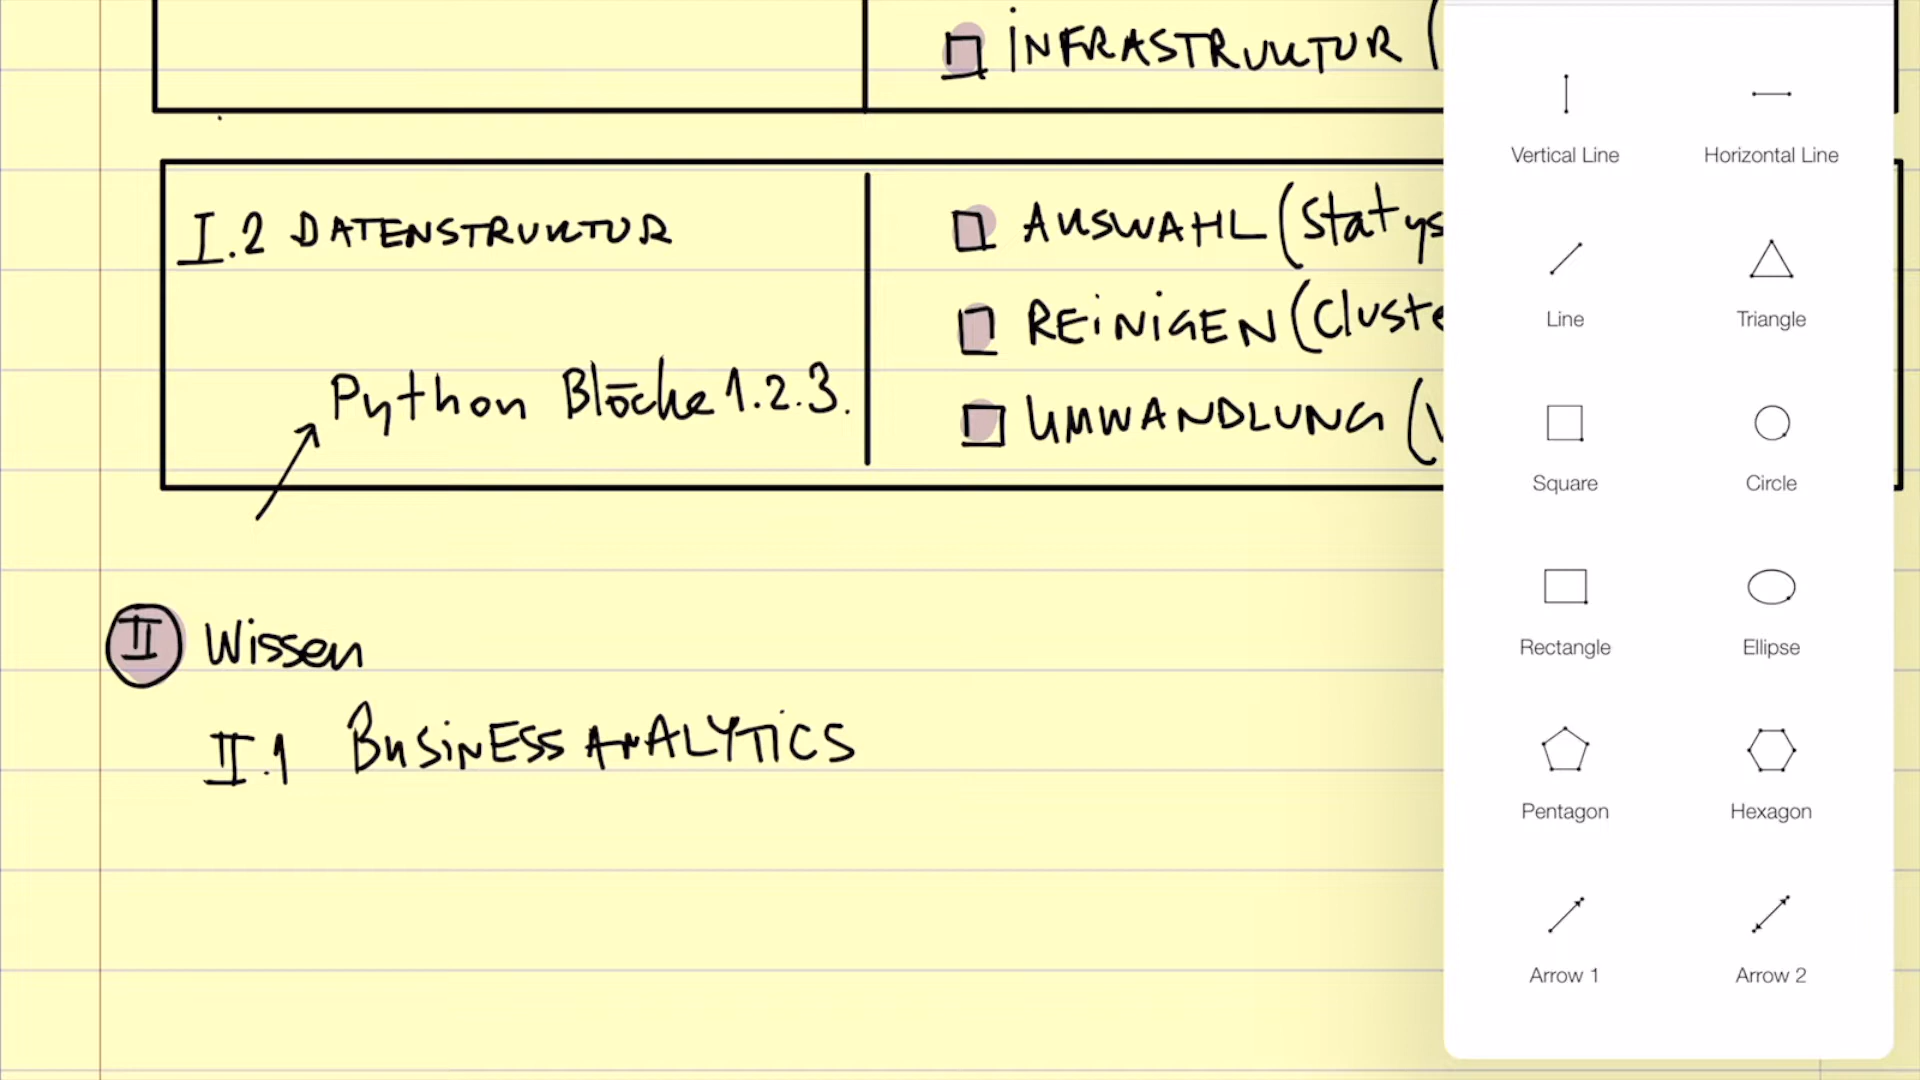 INFRASTRUKTUR (
I.2 DATENSTRUKTUR
AUSWAHL (Statys
REINIGEN (Cluste
Python Blöcke 1.2.3.
UMWANDLUNG (
II Wissen
II.1 BUSINESS ANALYTICS
Vertical Line
Horizontal Line
Line
Triangle
Square
Circle
Rectangle
Ellipse
Pentagon
Hexagon
Arrow 1
Arrow 2